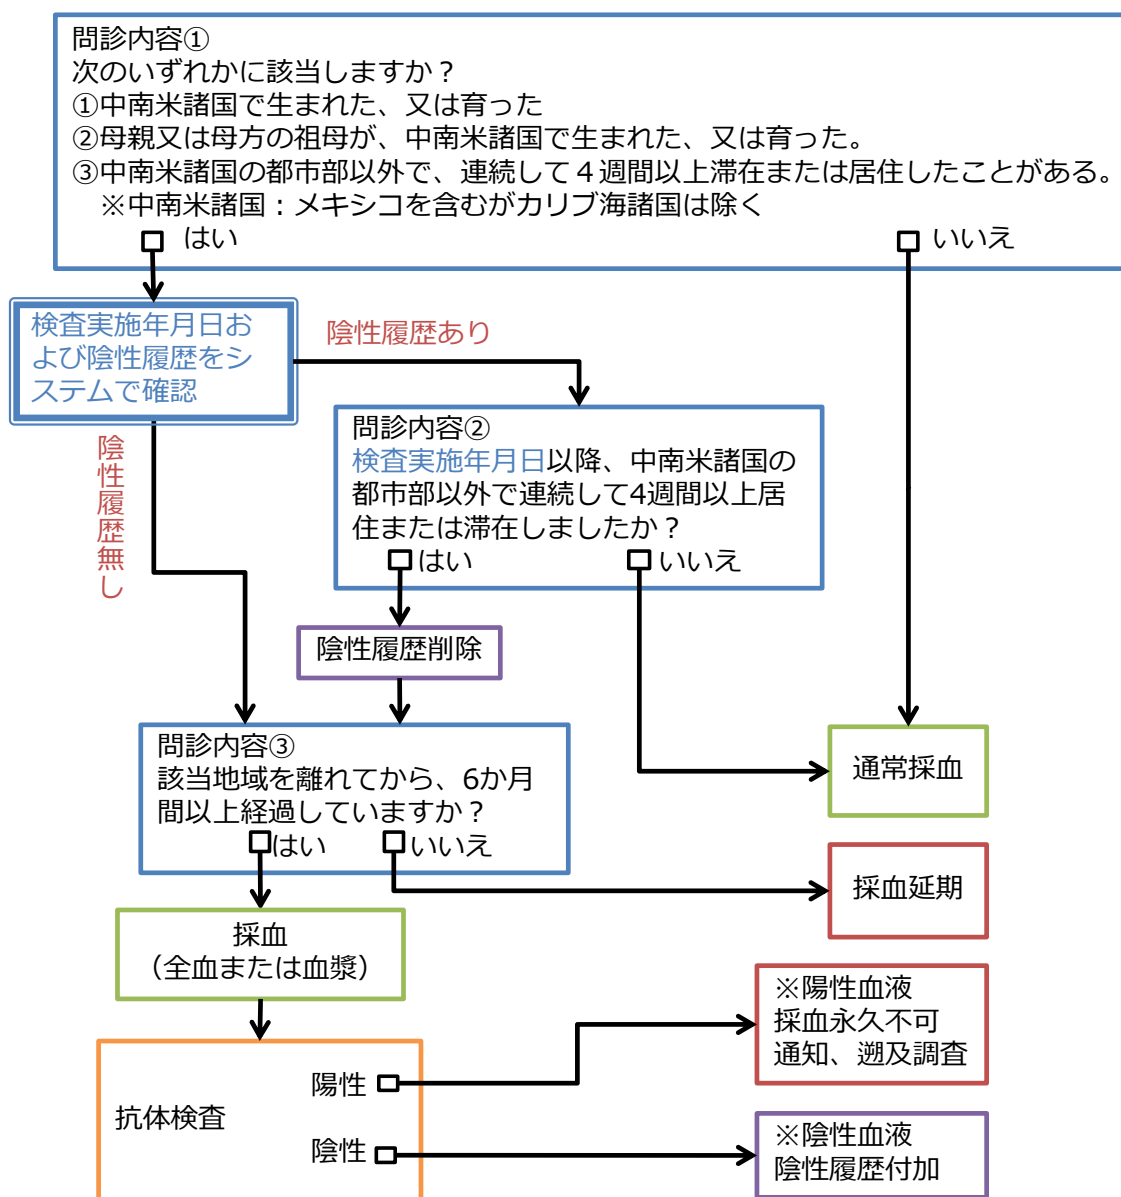 問診内容①
次のいずれかに該当しますか？
①中南米諸国で生まれた、又は育った
②母親又は母方の祖母が、中南米諸国で生まれた、又は育った。
③中南米諸国の都市部以外で、連続して４週間以上滞在または居住したことがある。
※中南米諸国：メキシコを含むがカリブ海諸国は除く
はい
いいえ
検査実施年月日お
よび陰性履歴をシ
ステムで確認
陰性履歴あり
陰性履歴無し
問診内容②
検査実施年月日以降、中南米諸国の
都市部以外で連続して4週間以上居
住または滞在しましたか？
はい
いいえ
陰性履歴削除
問診内容③
該当地域を離れてから、6か月
間以上経過していますか？
はい
いいえ
通常採血
採血延期
採血
（全血または血漿）
※陽性血液
採血永久不可
通知、遡及調査
抗体検査
陽性
陰性
※陰性血液
陰性履歴付加